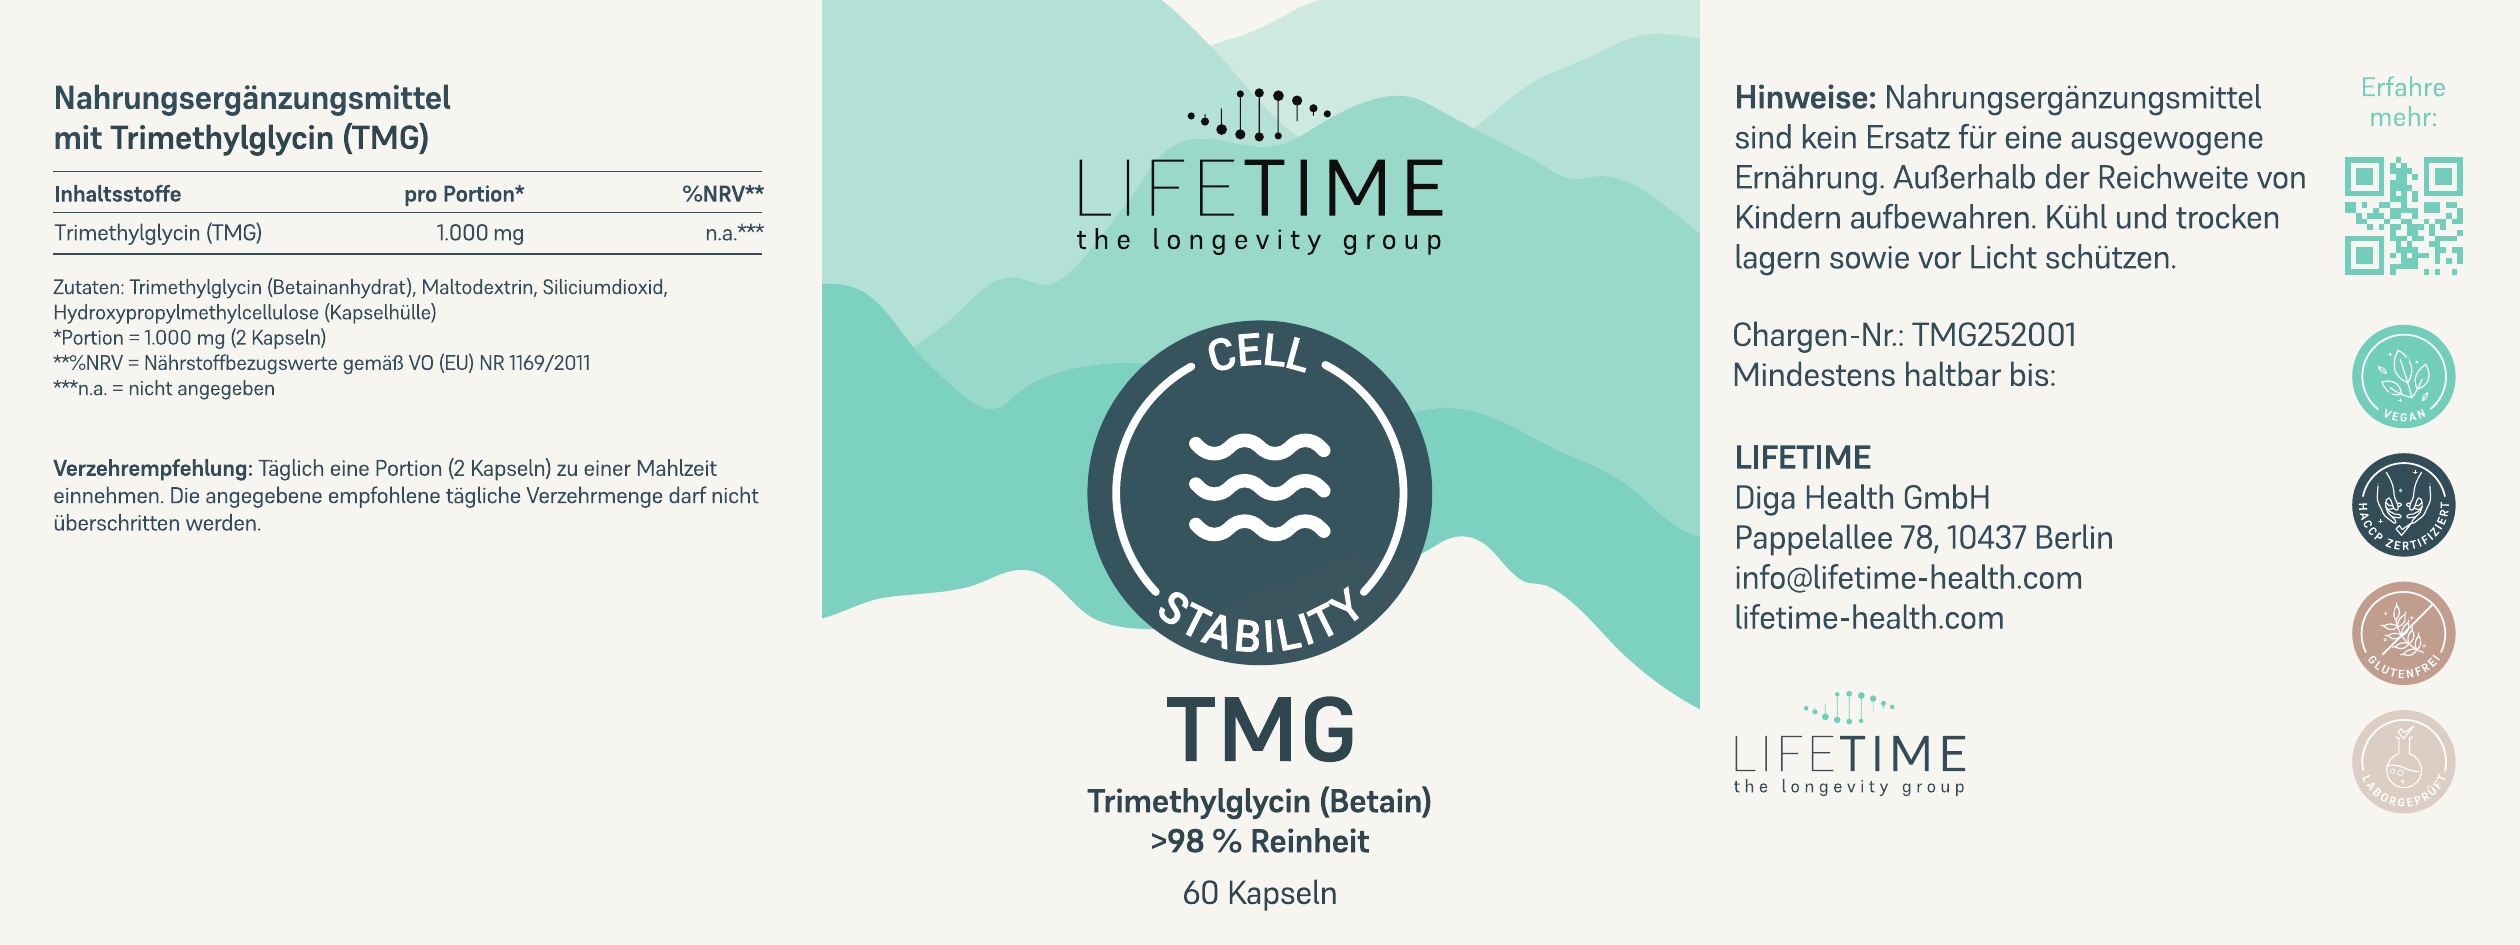 Nahrungsergänzungsmittel
mit Trimethylglycin (TMG)
Inhaltsstoffe pro Portion* %NRV**
Trimethylglycin (TMG) 1.000 mg n.a.***
Zutaten: Trimethylglycin (Betainanhydrat), Maltodextrin, Siliciumdioxid,
Hydroxypropylmethylcellulose (Kapselhülle)
*Portion = 1.000 mg (2 Kapseln)
**%NRV = Nährstoffbezugswerte gemäß VO (EU) NR 1169/2011
***n.a. = nicht angegeben
Verzehrempfehlung: Täglich eine Portion (2 Kapseln) zu einer Mahlzeit
einnehmen. Die angegebene empfohlene tägliche Verzehrmenge darf nicht
überschritten werden.
LIFETIME
the longevity group
CELL
STABILITY
TMG
Trimethylglycin (Betain)
>98 % Reinheit
60 Kapseln
Hinweise: Nahrungsergänzungsmittel
sind kein Ersatz für eine ausgewogene
Ernährung. Außerhalb der Reichweite von
Kindern aufbewahren. Kühl und trocken
lagern sowie vor Licht schützen.
Chargen-Nr.: TMG252001
Mindestens haltbar bis:
LIFETIME
Diga Health GmbH
Pappelallee 78, 10437 Berlin
info@lifetime-health.com
lifetime-health.com
LIFETIME
the longevity group
Erfahre
mehr:
VEGAN
HACCP ZERTIFIZIERT
GLUTENFREI
LABORGEPRÜFT